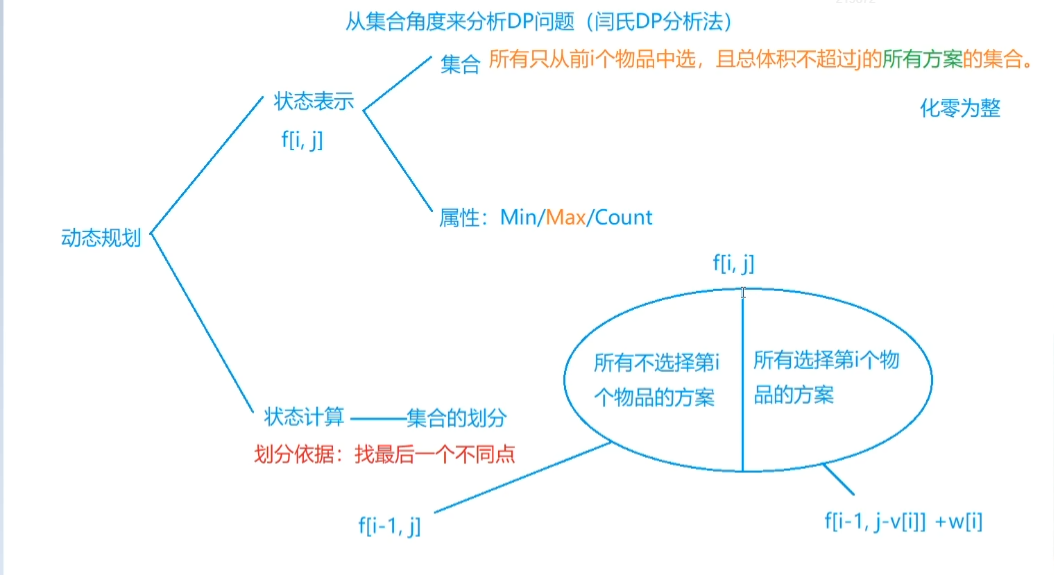 从集合角度来分析DP问题（闫氏DP分析法）
集合 所有只从前i个物品中选，且总体积不超过j的所有方案的集合。
状态表示
化零为整
f[i, j]
属性：Min/Max/Count
动态规划
f[i, j]
所有不选择第i
个物品的方案
所有选择第i个物
品的方案
状态计算
集合的划分
划分依据：找最后一个不同点
f[i-1, j]
f[i-1, j-v[i]] +w[i]